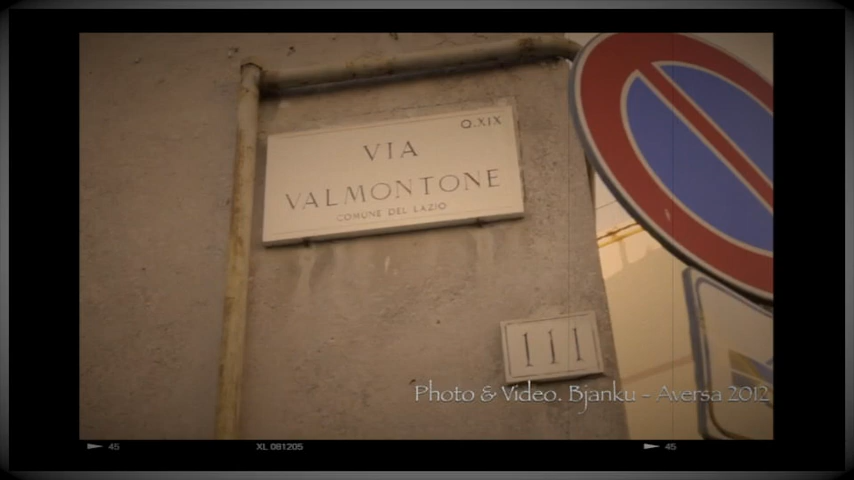 Q.XIX
VIA
VALMONTONE
COMUNE DEL LAZIO
111
Photo & Video. Bjanku - Aversa 2012
45 XL 081205 45